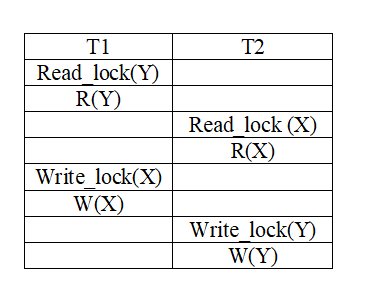 T1 T2
Read_lock(Y)
R(Y)
Read_lock (X)
R(X)
Write_lock(X)
W(X)
Write_lock(Y)
W(Y)